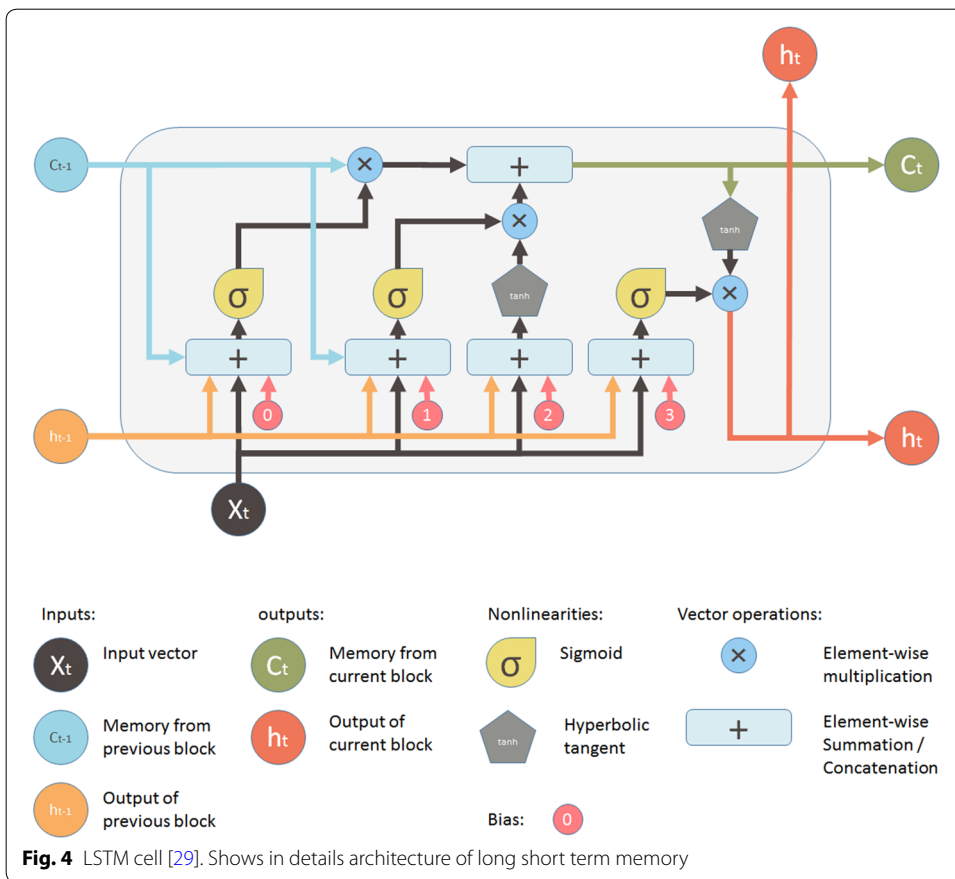 ht
Ct-1
×
+
Ct
tanh
×
σ
σ
tanh
σ
×
+
+
+
+
0
1
2
3
ht-1
ht
Xt
Inputs:
outputs:
Nonlinearities:
Vector operations:
Xt
Input vector
Ct
Memory from
current block
σ
Sigmoid
×
Element-wise
multiplication
Ct-1
Memory from
previous block
ht
Output of
current block
tanh
Hyperbolic
tangent
+
Element-wise
Summation /
Concatenation
ht-1
Output of
previous block
Bias:
0
Fig. 4 LSTM cell [29]. Shows in details architecture of long short term memory